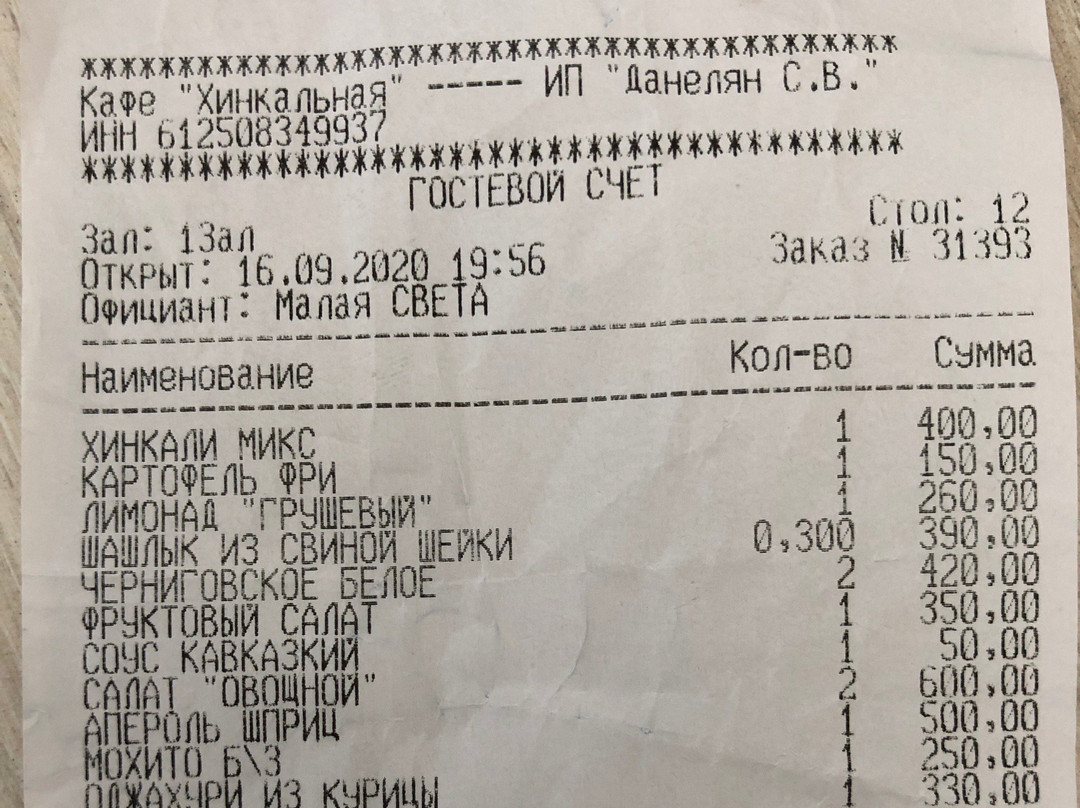 ******************************************
Кафе "Хинкальная" ----- ИП "Данелян С.В."
ИНН 612508349937
******************************************
ГОСТЕВОЙ СЧЕТ
Стол: 12
Зал: 1Зал
Заказ № 31393
Открыт: 16.09.2020 19:56
Официант: Малая СВЕТА
Наименование Кол-во Сумма
ХИНКАЛИ МИКС 1 400,00
КАРТОФЕЛЬ ФРИ 1 150,00
ЛИМОНАД "ГРУШЕВЫЙ" 1 260,00
ШАШЛЫК ИЗ СВИНОЙ ШЕЙКИ 0,300 390,00
ЧЕРНИГОВСКОЕ БЕЛОЕ 2 420,00
ФРУКТОВЫЙ САЛАТ 1 350,00
СОУС КАВКАЗКИЙ 1 50,00
САЛАТ "ОВОЩНОЙ" 2 600,00
АПЕРОЛЬ ШПРИЦ 1 500,00
МОХИТО Б\З 1 250,00
ОДЖАХУРИ ИЗ КУРИЦЫ 1 330,00